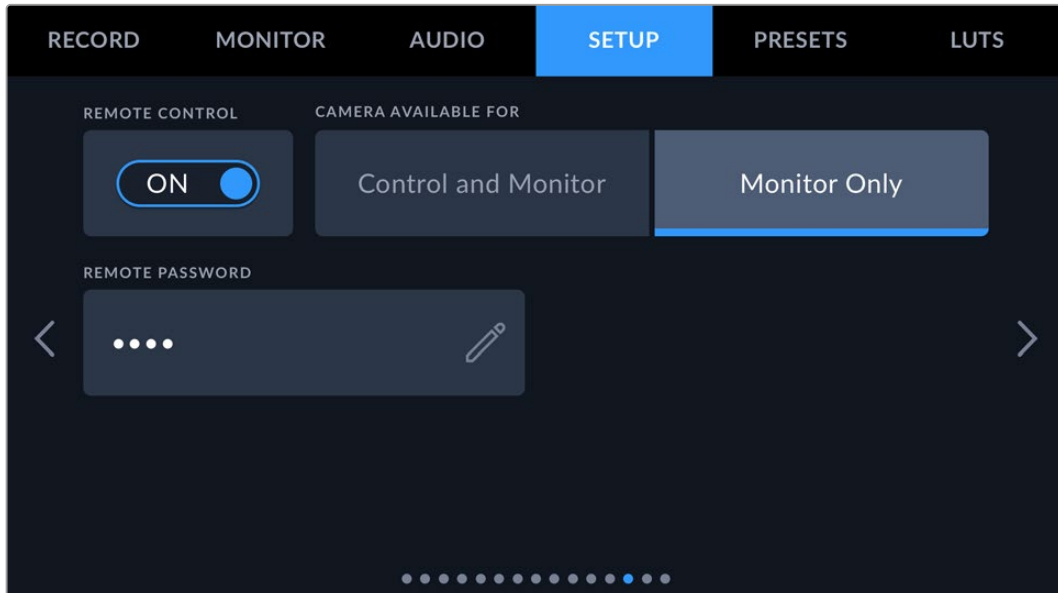 RECORD MONITOR AUDIO SETUP PRESETS LUTS
REMOTE CONTROL CAMERA AVAILABLE FOR
ON Control and Monitor Monitor Only
REMOTE PASSWORD
••••